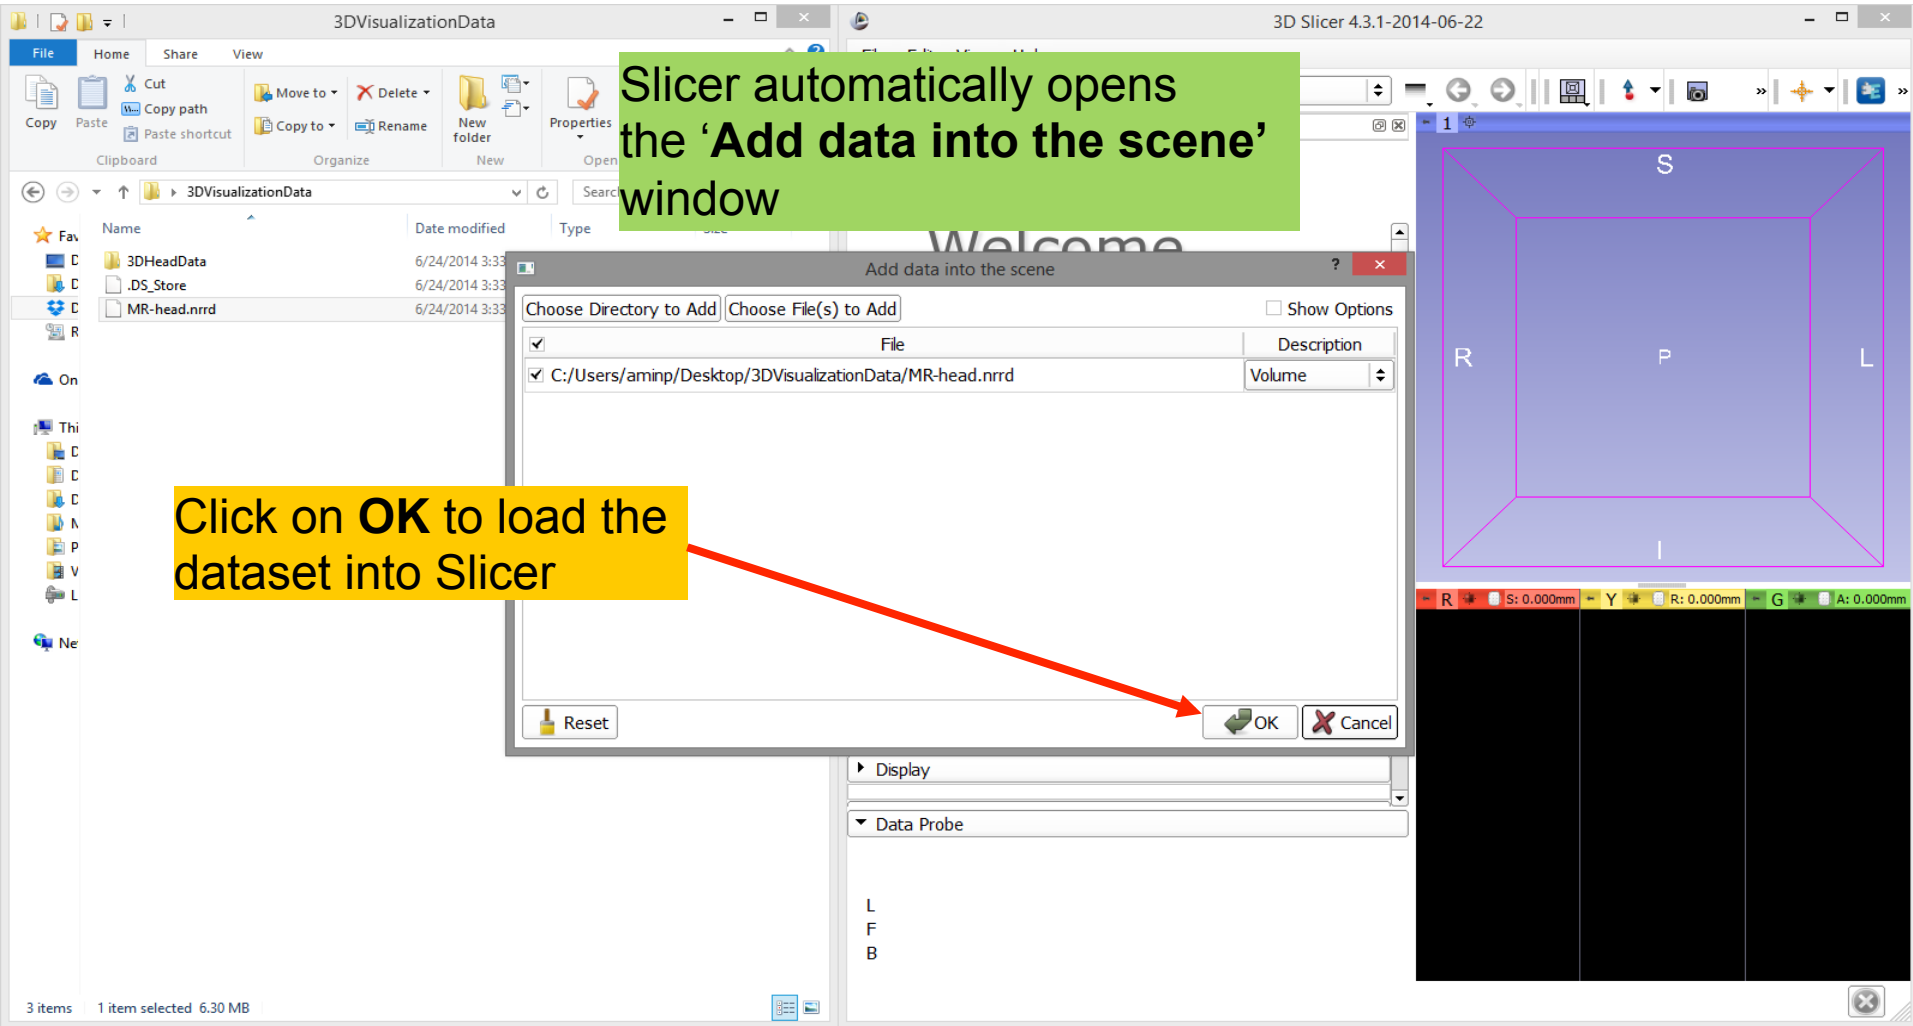 3DVisualizationData
3D Slicer 4.3.1-2014-06-22
File Home Share View
Slicer automatically opens
the ‘Add data into the scene’
window
Copy
Paste
Cut
Copy path
Paste shortcut
Clipboard
Move to
Copy to
Delete
Rename
Organize
New
folder
New
Properties
Open
3DVisualizationData
Name Date modified Type
3DHeadData 6/24/2014 3:33
.DS_Store 6/24/2014 3:33
MR-head.nrrd 6/24/2014 3:33
Fav
On
Thi
Ne
Welcome
Add data into the scene
?
Choose Directory to Add Choose File(s) to Add Show Options
File Description
C:/Users/aminp/Desktop/3DVisualizationData/MR-head.nrrd Volume
Click on OK to load the
dataset into Slicer
Reset OK Cancel
Display
Data Probe
L
F
B
1
S
R P L
I
R S: 0.000mm Y R: 0.000mm G A: 0.000mm
3 items 1 item selected 6.30 MB